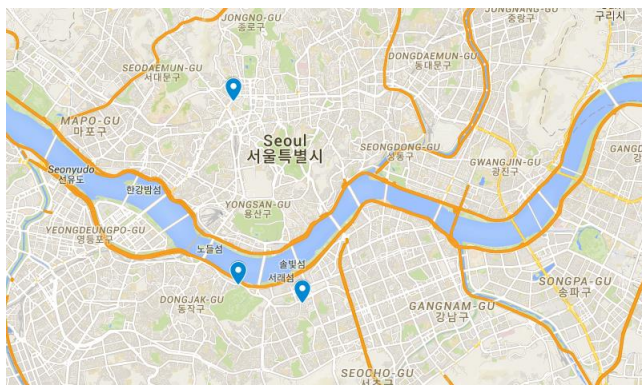 JONGNO-GU
종로구
JUNGNANG-GU
중랑구
구리시
SEODAEMUN-GU
서대문구
DONGDAEMUN-GU
동대문구
MAPO-GU
마포구
Seoul
서울특별시
SEONGDONG-GU
성동구
GWANGJIN-GU
광진구
GANGD
Seonyudo
선유도
한강밤섬
YONGSAN-GU
용산구
YEONGDEUNGPO-GU
영등포구
노들섬
솔빛섬
서래섬
DONGJAK-GU
동작구
SONGPA-GU
송파구
GANGNAM-GU
강남구
SEOCHO-GU
서초구